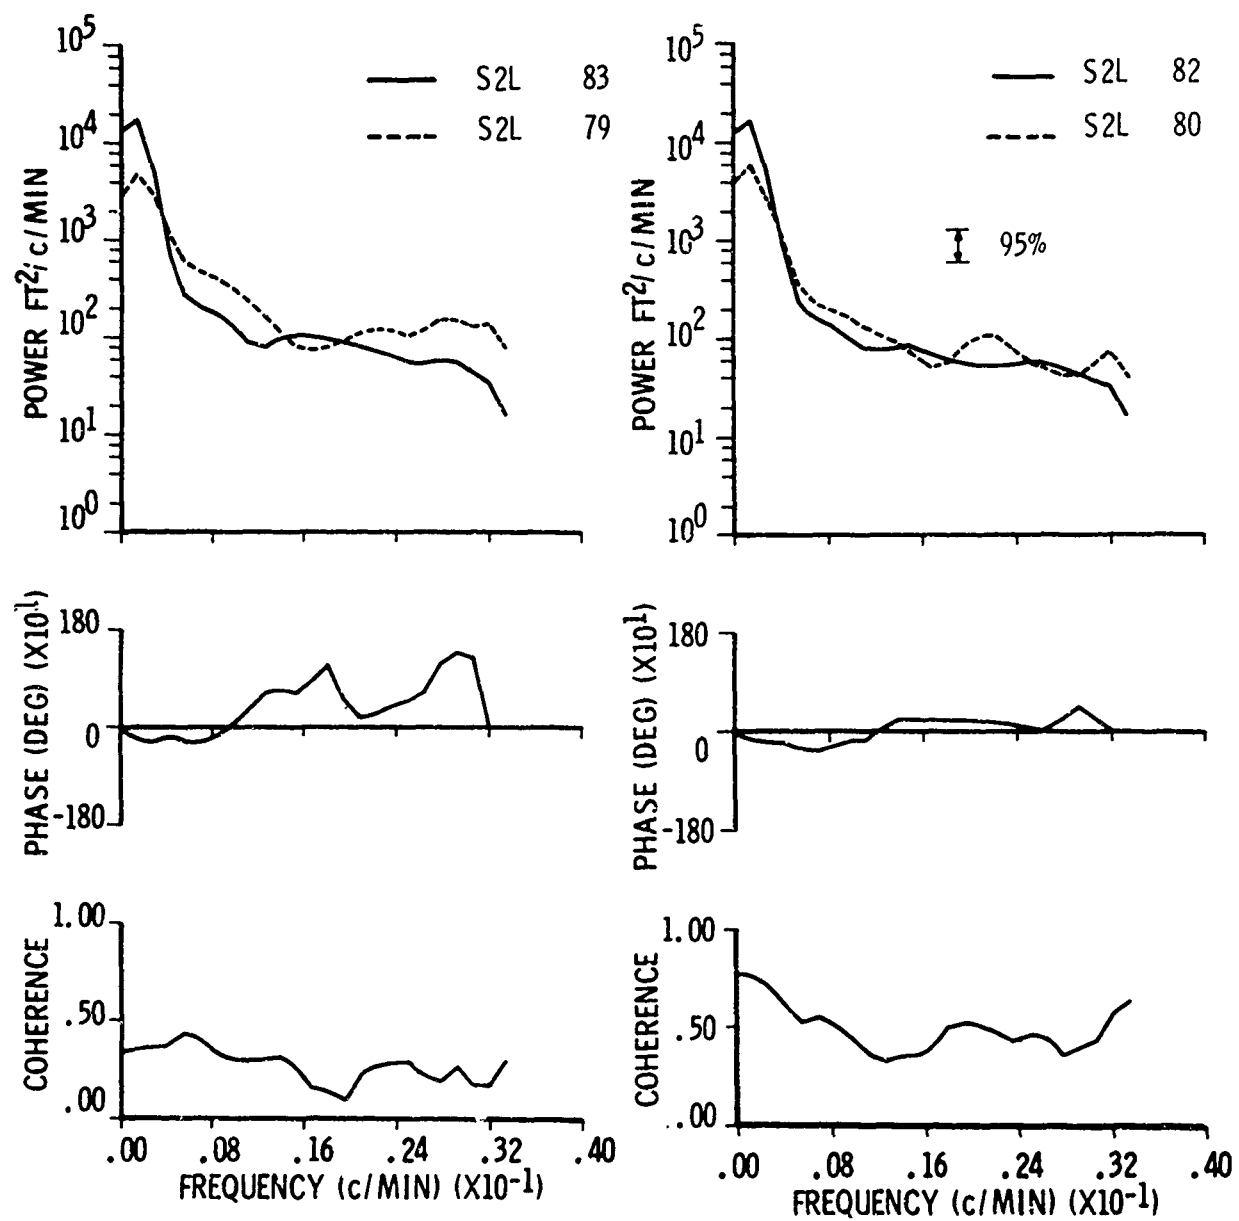 10^5
10^4
10^3
10^2
10^1
10^0
POWER FT^2/c/MIN
S2L 83
S2L 79
10^5
10^4
10^3
10^2
10^1
10^0
POWER FT^2/c/MIN
S2L 82
S2L 80
95%
180
0
-180
PHASE (DEG) (X10^1)
180
0
-180
PHASE (DEG) (X10^1)
1.00
.50
.00
COHERENCE
.00 .08 .16 .24 .32 .40
FREQUENCY (c/MIN) (X10^-1)
1.00
.50
.00
COHERENCE
.00 .08 .16 .24 .32 .40
FREQUENCY (c/MIN) (X10^-1)